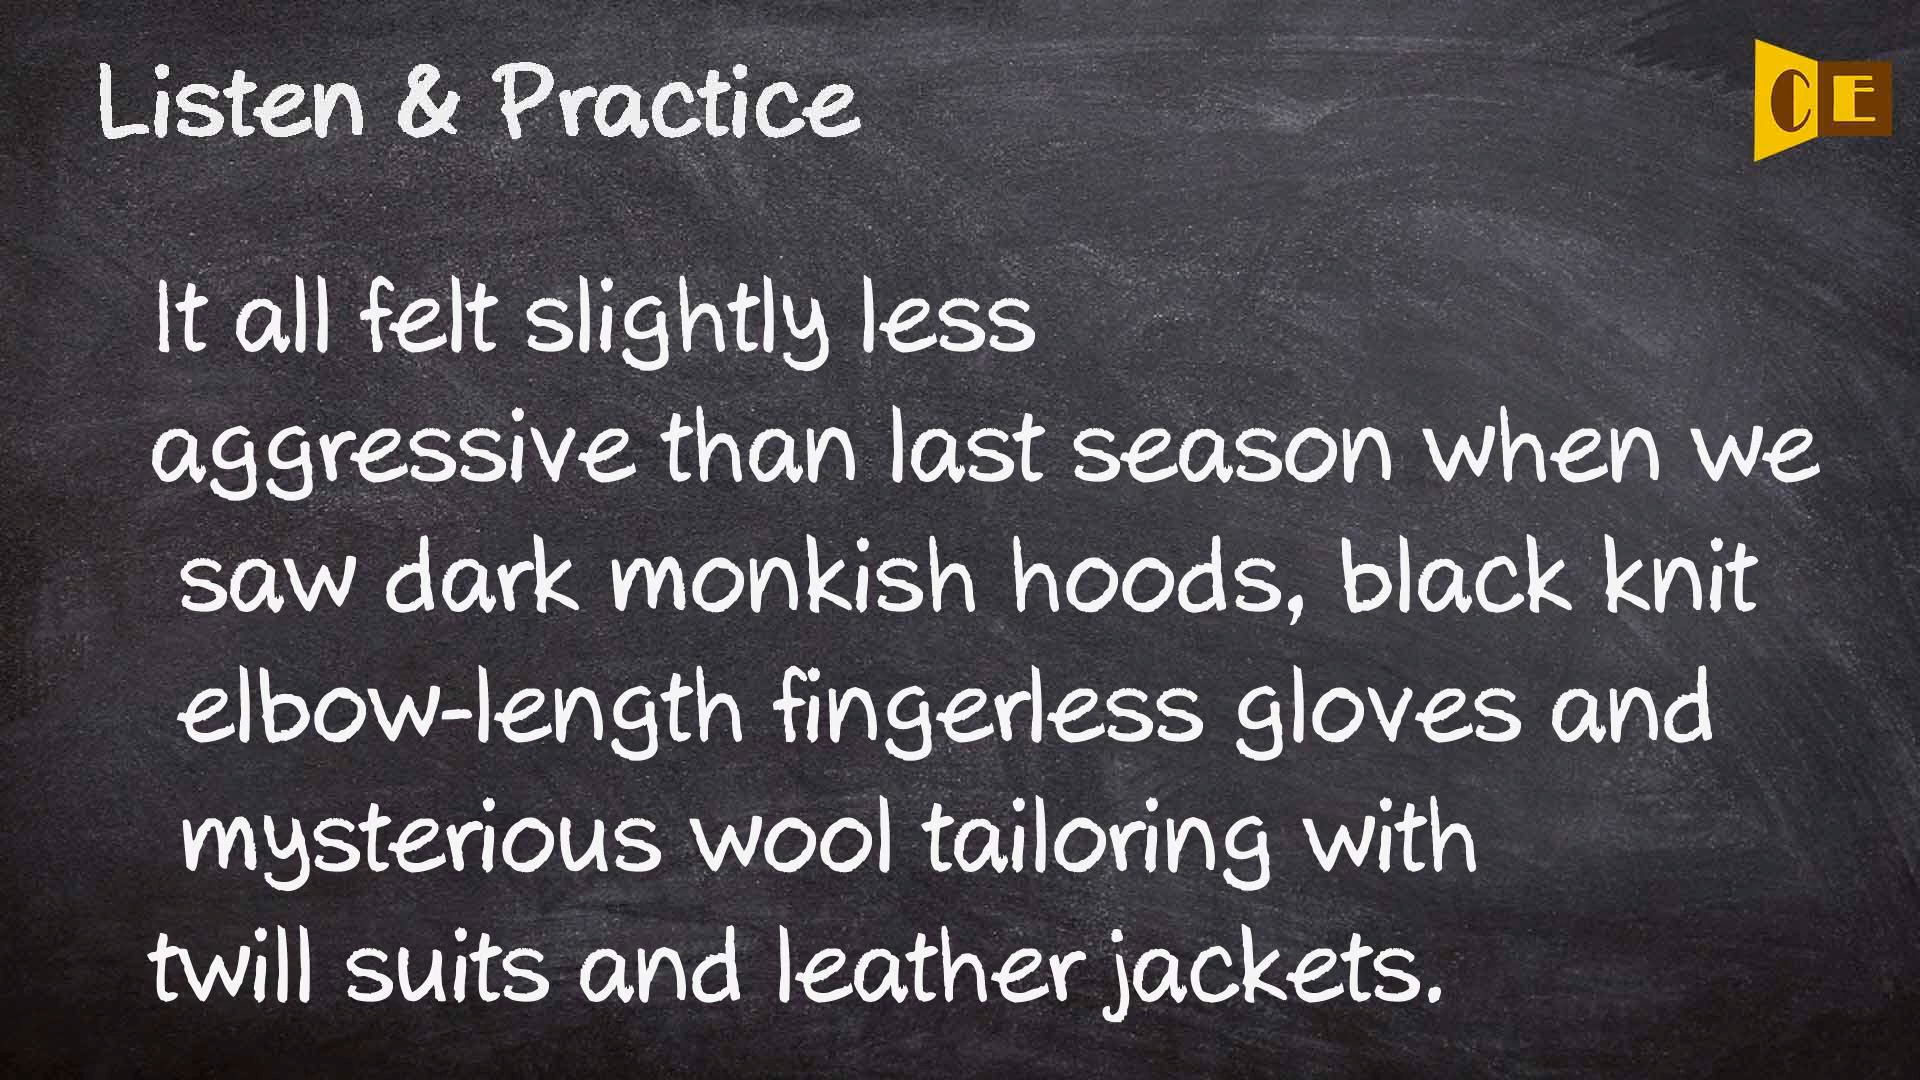 Listen & Practice
CE
It all felt slightly less
aggressive than last season when we
saw dark monkish hoods, black knit
elbow-length fingerless gloves and
mysterious wool tailoring with
twill suits and leather jackets.